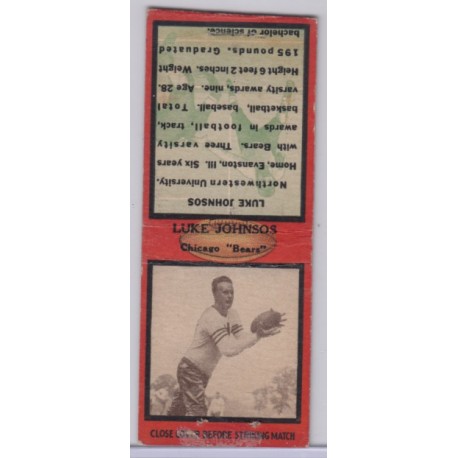 LUKE JOHNSOS
Northwestern University.
Home, Evanston, Ill. Six years
with Bears. Three varsity
awards in football, track,
basketball, baseball. Total
varsity awards, nine. Age 28.
Height 6 feet 2 inches. Weight
195 pounds. Graduated
bachelor of science.
LUKE JOHNSOS
Chicago "Bears"
CLOSE COVER BEFORE STRIKING MATCH